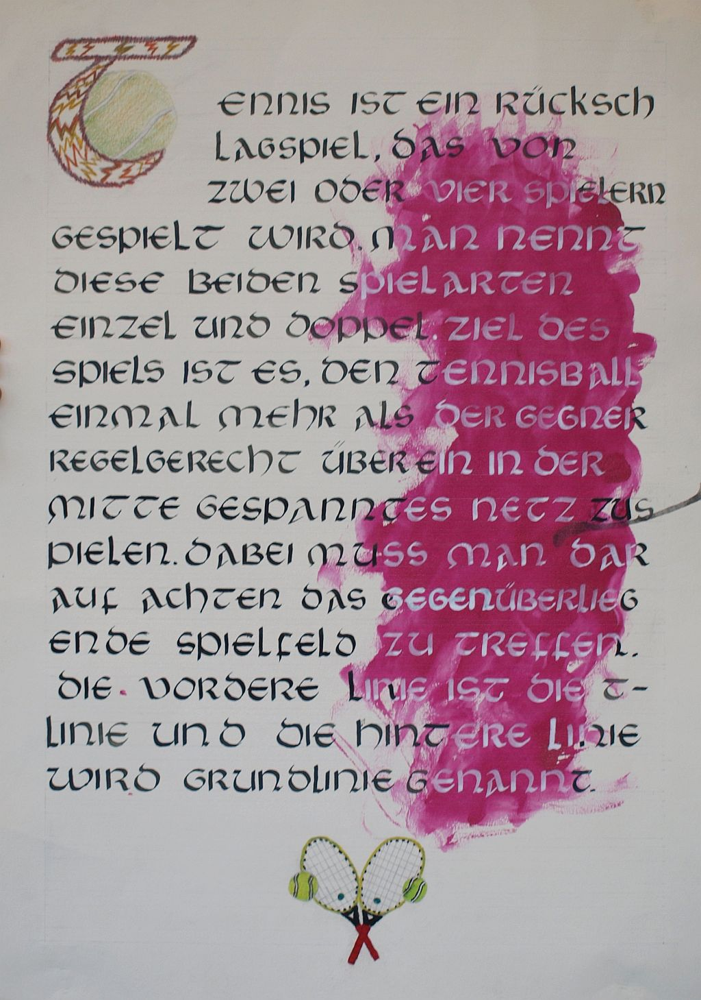 TENNIS IST EIN RÜCKSCH
LAGSPIEL, DAS VON
ZWEI ODER VIER SPIELERN
GESPIELT WIRD. MAN NENNT
DIESE BEIDEN SPIELARTEN
EINZEL UND DOPPEL. ZIEL DES
SPIELS IST ES, DEN TENNISBALL
EINMAL MEHR ALS DER GEGNER
REGELGERECHT ÜBER EIN IN DER
MITTE GESPANNTES NETZ ZUS
PIELEN. DABEI MUSS MAN DAR
AUF ACHTEN DAS GEGENÜBERLIEG
ENDE SPIELFELD ZU TREFFEN.
DIE VORDERE LINIE IST DIE T-
LINIE UND DIE HINTERE LINIE
WIRD GRUNDLINIE GENANNT.